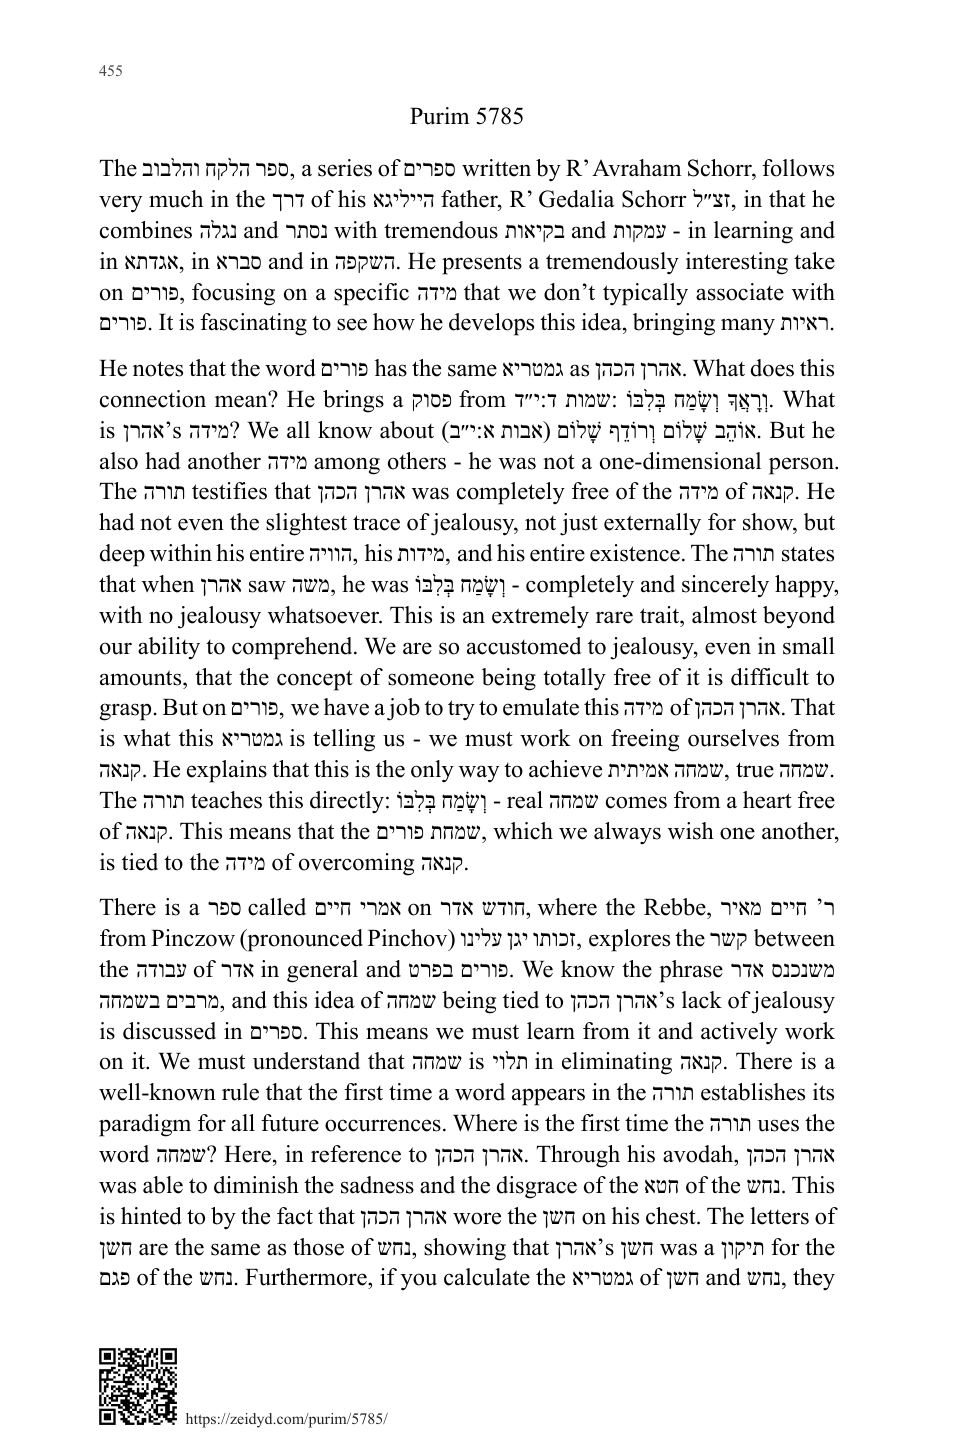 455
Purim 5785
The ספר הלקח והלבוב, a series of ספרים written by R’ Avraham Schorr, follows
very much in the דרך of his הייליגא father, R’ Gedalia Schorr זצ״ל, in that he
combines נגלה and נסתר with tremendous בקיאות and עמקות - in learning and
in אגדתא, in סברא and in השקפה. He presents a tremendously interesting take
on פורים, focusing on a specific מידה that we don’t typically associate with
פורים. It is fascinating to see how he develops this idea, bringing many ראיות.
He notes that the word פורים has the same גמטריא as אהרן הכהן. What does this
connection mean? He brings a פסוק from שמות ד:י״ד: וְרָאֲךָ וְשָׂמַח בְּלִבּוֹ. What
is אהרן’s מידה? We all know about אוֹהֵב שָׁלוֹם וְרוֹדֵף שָׁלוֹם (אבות א:י״ב). But he
also had another מידה among others - he was not a one-dimensional person.
The תורה testifies that אהרן הכהן was completely free of the מידה of קנאה. He
had not even the slightest trace of jealousy, not just externally for show, but
deep within his entire הוויה, his מידות, and his entire existence. The תורה states
that when אהרן saw משה, he was וְשָׂמַח בְּלִבּוֹ - completely and sincerely happy,
with no jealousy whatsoever. This is an extremely rare trait, almost beyond
our ability to comprehend. We are so accustomed to jealousy, even in small
amounts, that the concept of someone being totally free of it is difficult to
grasp. But on פורים, we have a job to try to emulate this מידה of אהרן הכהן. That
is what this גמטריא is telling us - we must work on freeing ourselves from
קנאה. He explains that this is the only way to achieve שמחה אמיתית, true שמחה.
The תורה teaches this directly: וְשָׂמַח בְּלִבּוֹ - real שמחה comes from a heart free
of קנאה. This means that the שמחת פורים, which we always wish one another,
is tied to the מידה of overcoming קנאה.
There is a ספר called אמרי חיים on חודש אדר, where the Rebbe, ר’ חיים מאיר
from Pinczow (pronounced Pinchov) זכותו יגן עלינו, explores the קשר between
the עבודה of אדר in general and פורים בפרט. We know the phrase משנכנס אדר
מרבים בשמחה, and this idea of שמחה being tied to אהרן הכהן’s lack of jealousy
is discussed in ספרים. This means we must learn from it and actively work
on it. We must understand that שמחה is תלוי in eliminating קנאה. There is a
well-known rule that the first time a word appears in the תורה establishes its
paradigm for all future occurrences. Where is the first time the תורה uses the
word שמחה? Here, in reference to אהרן הכהן. Through his avodah, אהרן הכהן
was able to diminish the sadness and the disgrace of the חטא of the נחש. This
is hinted to by the fact that אהרן הכהן wore the חשן on his chest. The letters of
חשן are the same as those of נחש, showing that אהרן’s חשן was a תיקון for the
פגם of the נחש. Furthermore, if you calculate the גמטריא of חשן and נחש, they
https://zeidyd.com/purim/5785/